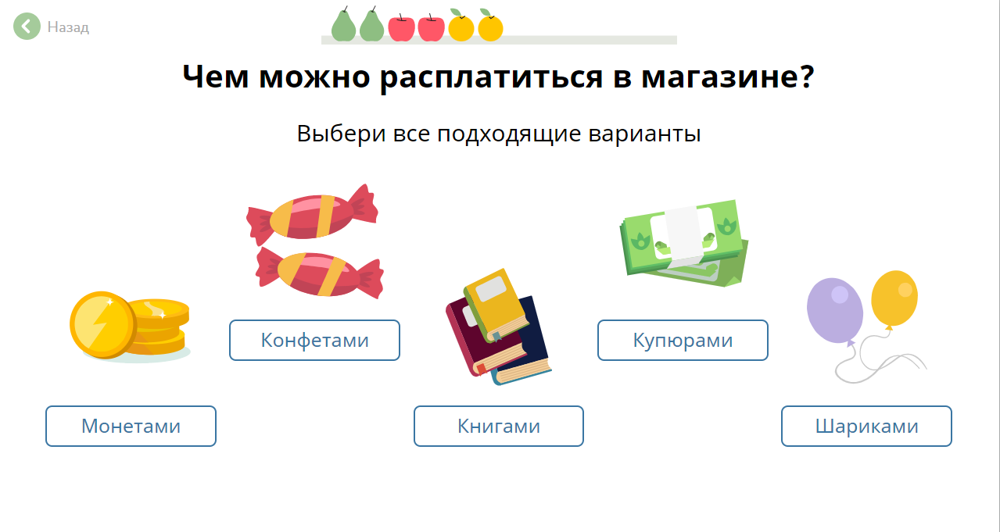 Назад
Чем можно расплатиться в магазине?
Выбери все подходящие варианты
Конфетами
Купюрами
Монетами
Книгами
Шариками